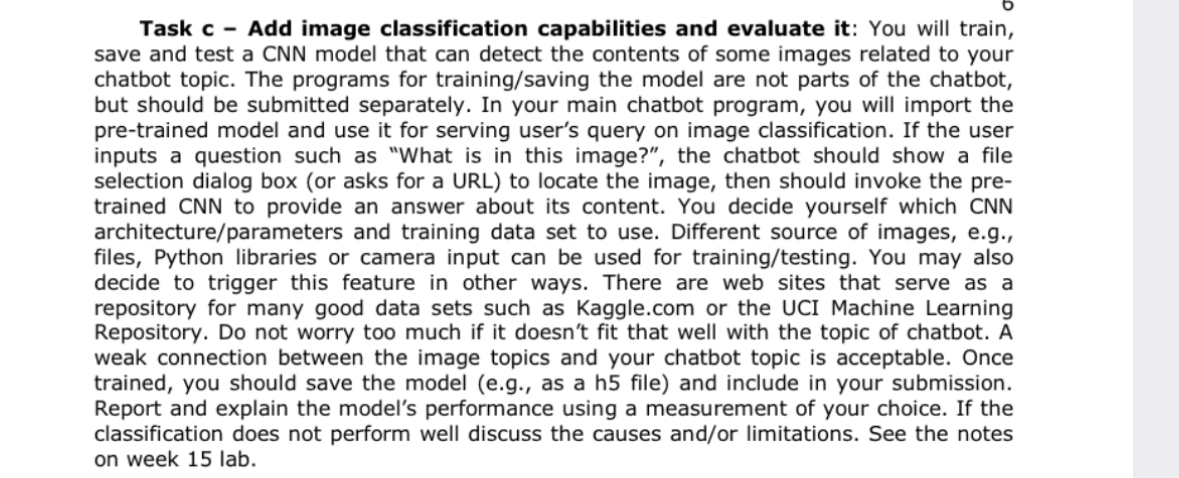 Task c – Add image classification capabilities and evaluate it: You will train,
save and test a CNN model that can detect the contents of some images related to your
chatbot topic. The programs for training/saving the model are not parts of the chatbot,
but should be submitted separately. In your main chatbot program, you will import the
pre-trained model and use it for serving user’s query on image classification. If the user
inputs a question such as “What is in this image?”, the chatbot should show a file
selection dialog box (or asks for a URL) to locate the image, then should invoke the pre-
trained CNN to provide an answer about its content. You decide yourself which CNN
architecture/parameters and training data set to use. Different source of images, e.g.,
files, Python libraries or camera input can be used for training/testing. You may also
decide to trigger this feature in other ways. There are web sites that serve as a
repository for many good data sets such as Kaggle.com or the UCI Machine Learning
Repository. Do not worry too much if it doesn’t fit that well with the topic of chatbot. A
weak connection between the image topics and your chatbot topic is acceptable. Once
trained, you should save the model (e.g., as a h5 file) and include in your submission.
Report and explain the model’s performance using a measurement of your choice. If the
classification does not perform well discuss the causes and/or limitations. See the notes
on week 15 lab.